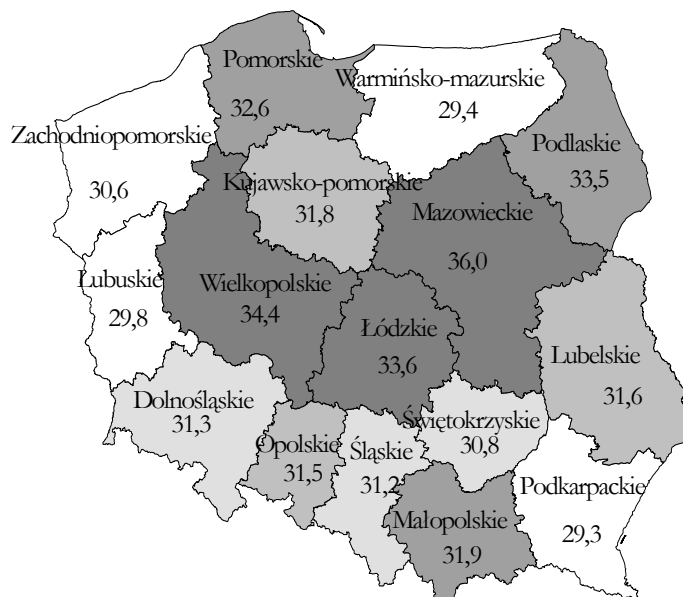 Pomorskie
32,6
Warmińsko-mazurskie
29,4
Zachodniopomorskie
30,6
Podlaskie
33,5
Kujawsko-pomorskie
31,8
Mazowieckie
36,0
Lubuskie
29,8
Wielkopolskie
34,4
Łódzkie
33,6
Lubelskie
31,6
Dolnośląskie
31,3
Świętokrzyskie
30,8
Opolskie
31,5
Śląskie
31,2
Podkarpackie
29,3
Małopolskie
31,9